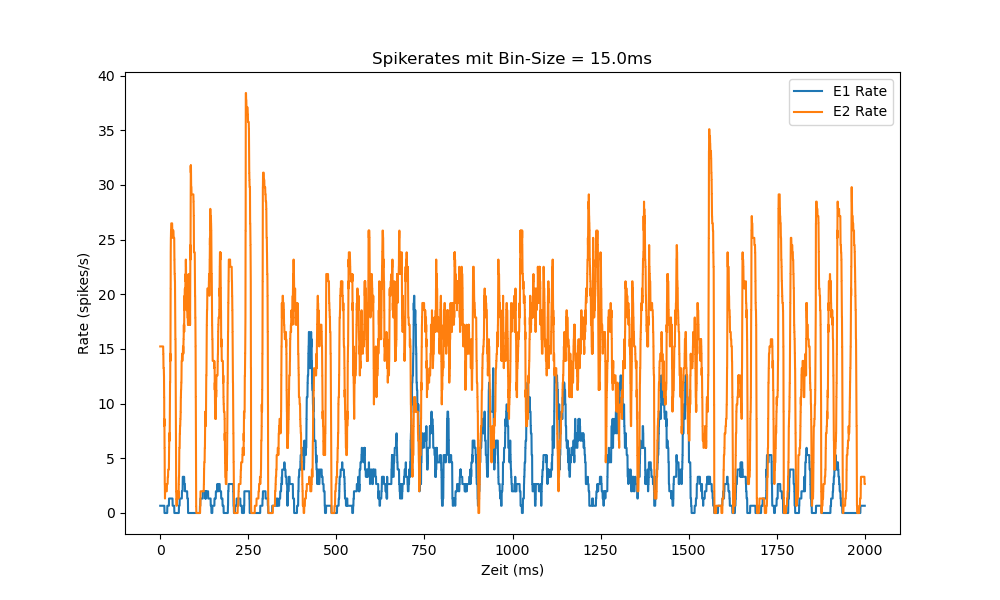 Spikerates mit Bin-Size = 15.0ms
E1 Rate
E2 Rate
Rate (spikes/s)
40
35
30
25
20
15
10
5
0
0 250 500 750 1000 1250 1500 1750 2000
Zeit (ms)